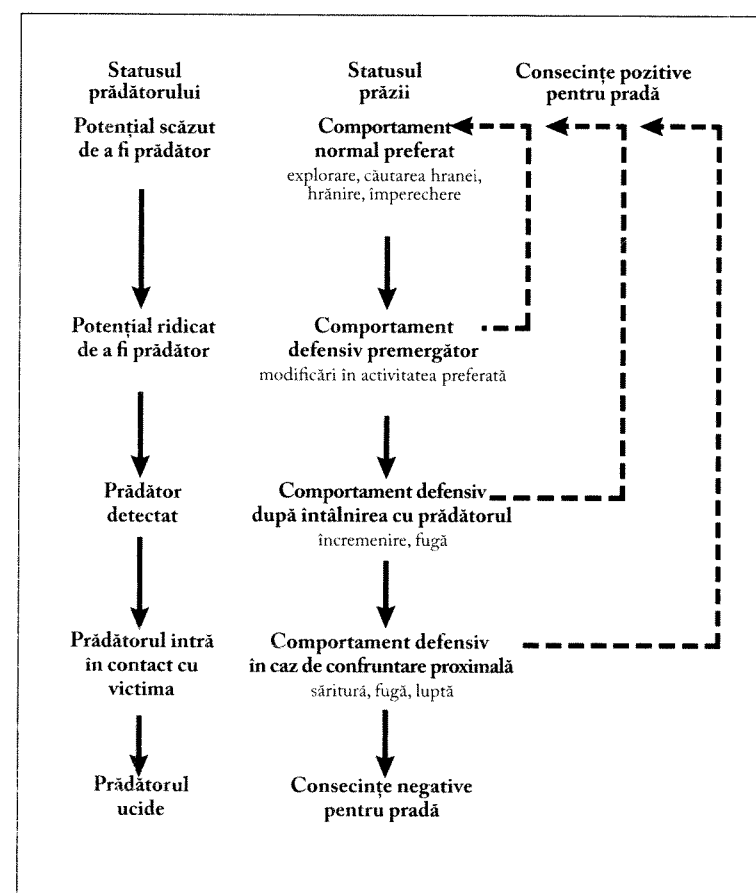 Statusul
prădătorului
Statusul
prăzii
Consecințe pozitive
pentru pradă
Potențial scăzut
de a fi prădător
Comportament
normal preferat
explorare, căutarea hranei,
hrănire, împerechere
Potențial ridicat
de a fi prădător
Comportament
defensiv premergător
modificări în activitatea preferată
Prădător
detectat
Comportament defensiv
după întâlnirea cu prădătorul
încremenire, fugă
Prădătorul intră
în contact cu
victima
Comportament defensiv
în caz de confruntare proximală
săritură, fugă, luptă
Prădătorul
ucide
Consecințe negative
pentru pradă